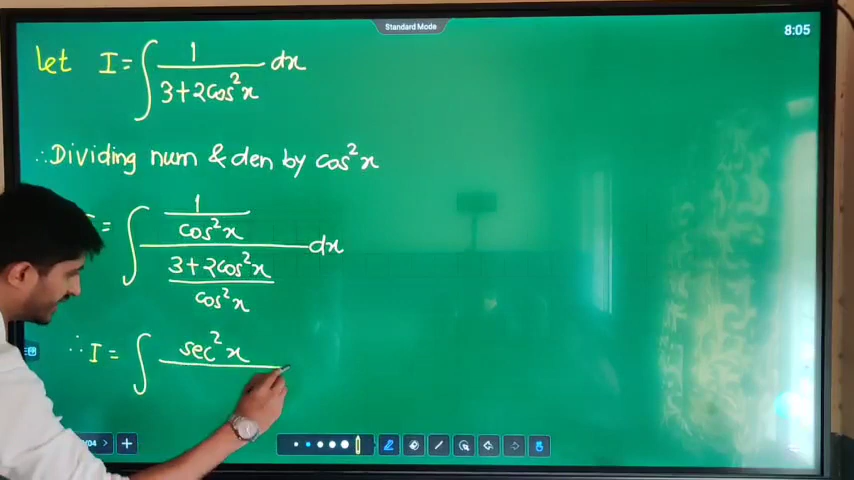 Standard Mode
8:05
let I = ∫ 1 / (3+2cos²x) dx
∴ Dividing num & den by cos²x
= ∫ (1 / cos²x) / ((3+2cos²x) / cos²x) dx
∴ I = ∫ sec²x
/04 >